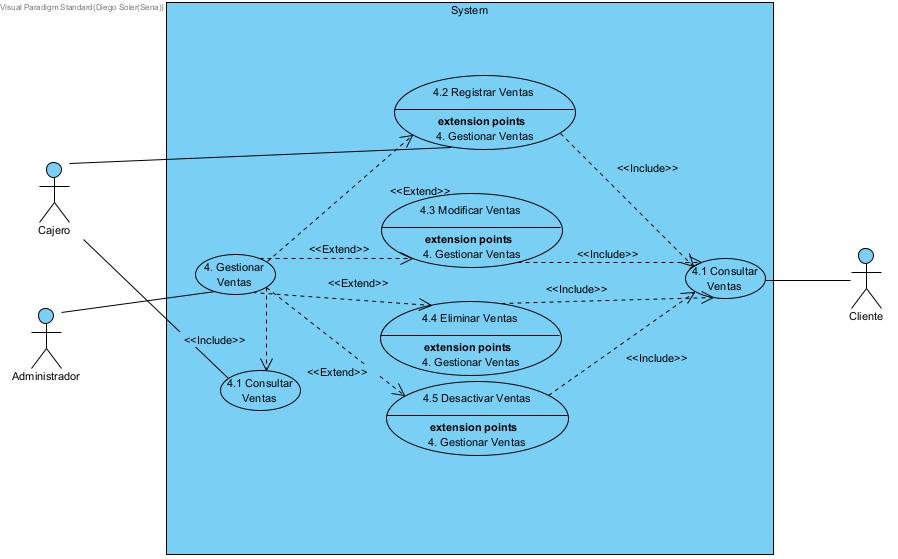 Visual Paradigm Standard(Diego Soler(Sena))
System
4.2 Registrar Ventas
extension points
4. Gestionar Ventas
<<Include>>
Cajero
<<Extend>>
4.3 Modificar Ventas
extension points
4. Gestionar Ventas
<<Extend>>
<<Include>>
4. Gestionar
Ventas
4.1 Consultar
Ventas
<<Extend>>
<<Include>>
4.4 Eliminar Ventas
extension points
4. Gestionar Ventas
Cliente
<<Include>>
Administrador
4.1 Consultar
Ventas
<<Extend>>
<<Include>>
4.5 Desactivar Ventas
extension points
4. Gestionar Ventas